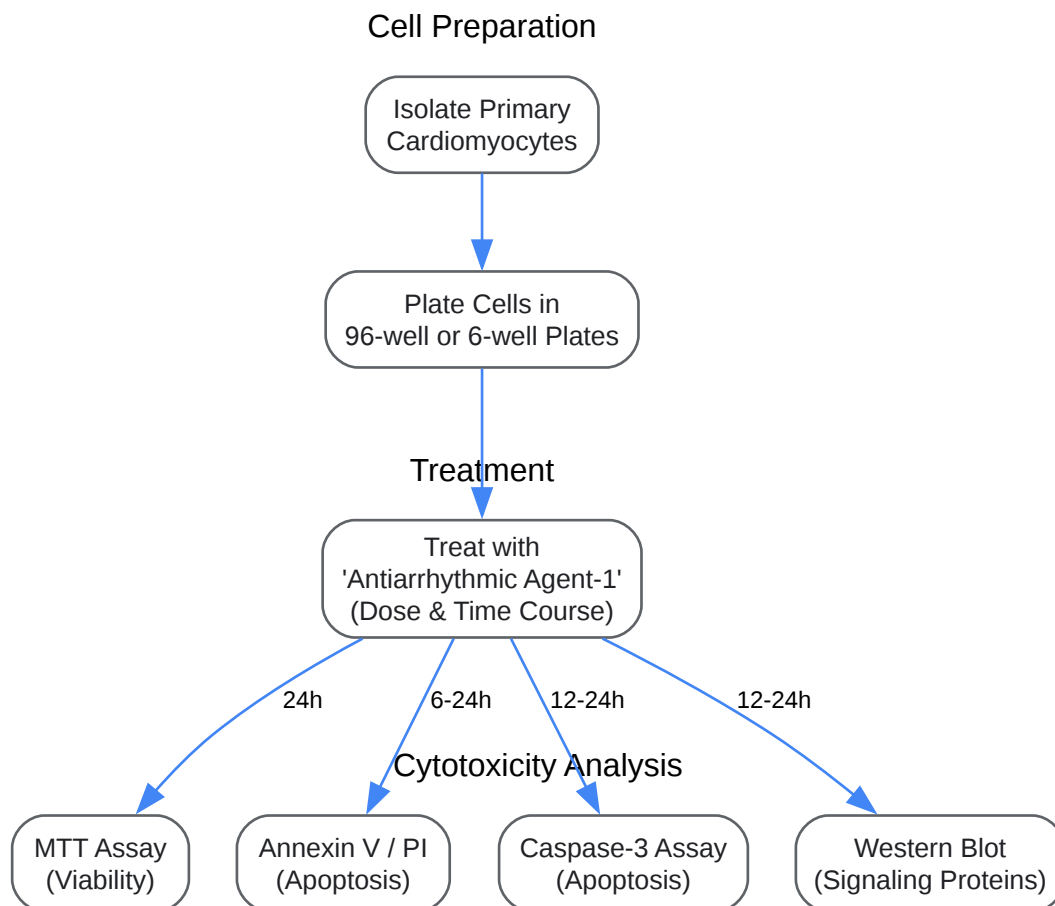 Cell Preparation
Isolate Primary
Cardiomyocytes
Plate Cells in
96-well or 6-well Plates
Treatment
Treat with
'Antiarrhythmic Agent-1'
(Dose & Time Course)
24h
6-24h
12-24h
12-24h
Cytotoxicity Analysis
MTT Assay
(Viability)
Annexin V / PI
(Apoptosis)
Caspase-3 Assay
(Apoptosis)
Western Blot
(Signaling Proteins)